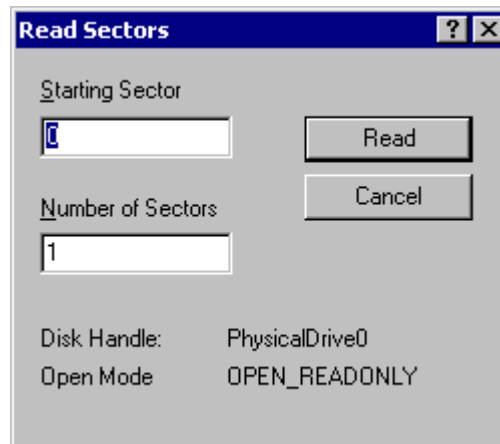 Read Sectors
Starting Sector
0
Read
Cancel
Number of Sectors
1
Disk Handle: PhysicalDrive0
Open Mode OPEN_READONLY